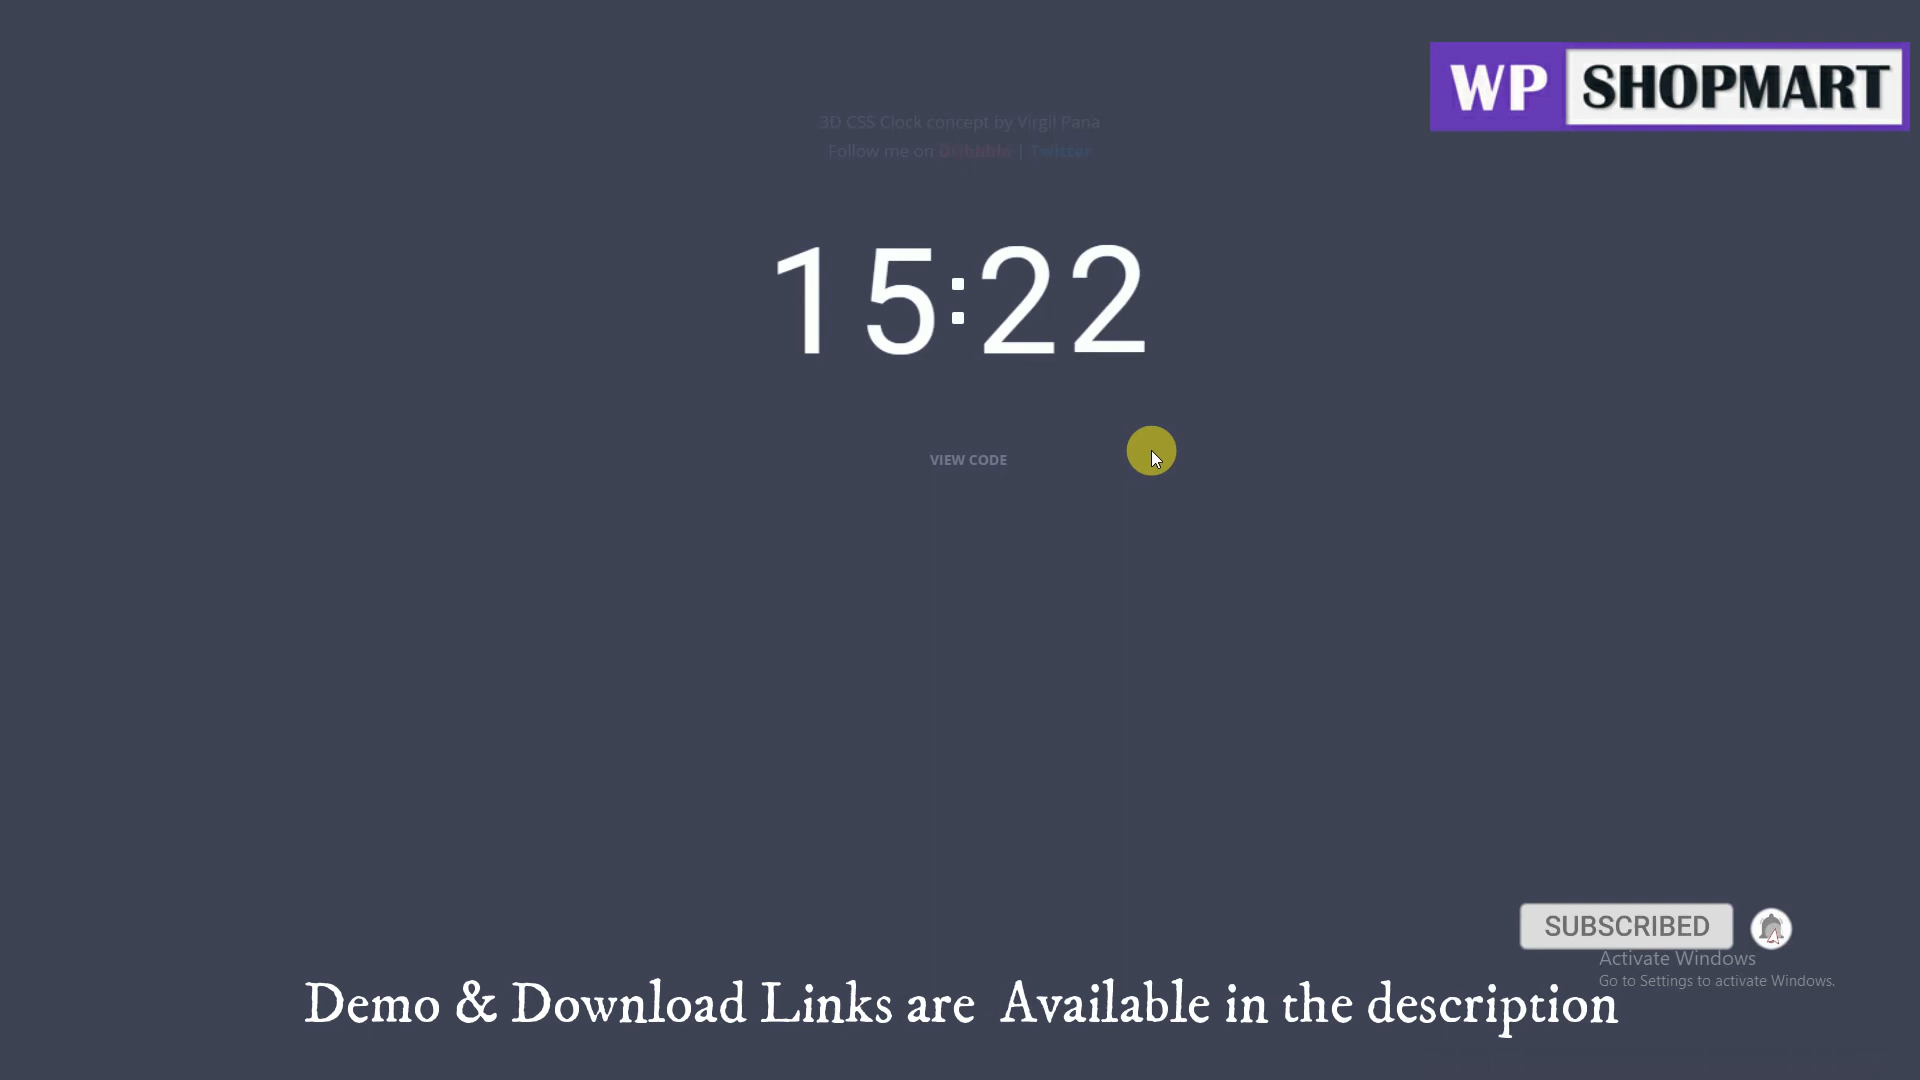 WP SHOPMART
3D CSS Clock concept by Virgil Pana
Follow me on Dribbble | Twitter
15:22
VIEW CODE
SUBSCRIBED
Activate Windows
Go to Settings to activate Windows.
Demo & Download Links are Available in the description